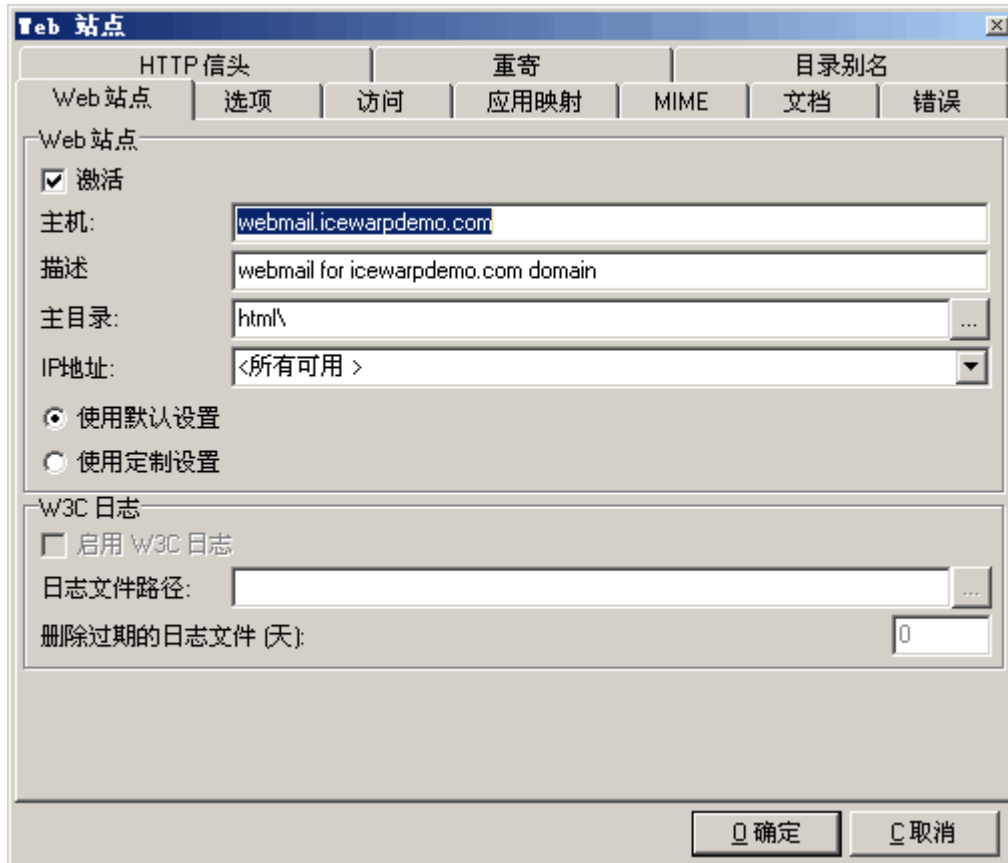 Web 站点
HTTP 信头 重寄 目录别名
Web 站点 选项 访问 应用映射 MIME 文档 错误
Web 站点
激活
主机: webmail.icewarpdemo.com
描述 webmail for icewarpdemo.com domain
主目录: html\ ...
IP地址: <所有可用 >
使用默认设置
使用定制设置
W3C 日志
启用 W3C 日志
日志文件路径: ...
删除过期的日志文件 (天): 0
O 确定 C 取消